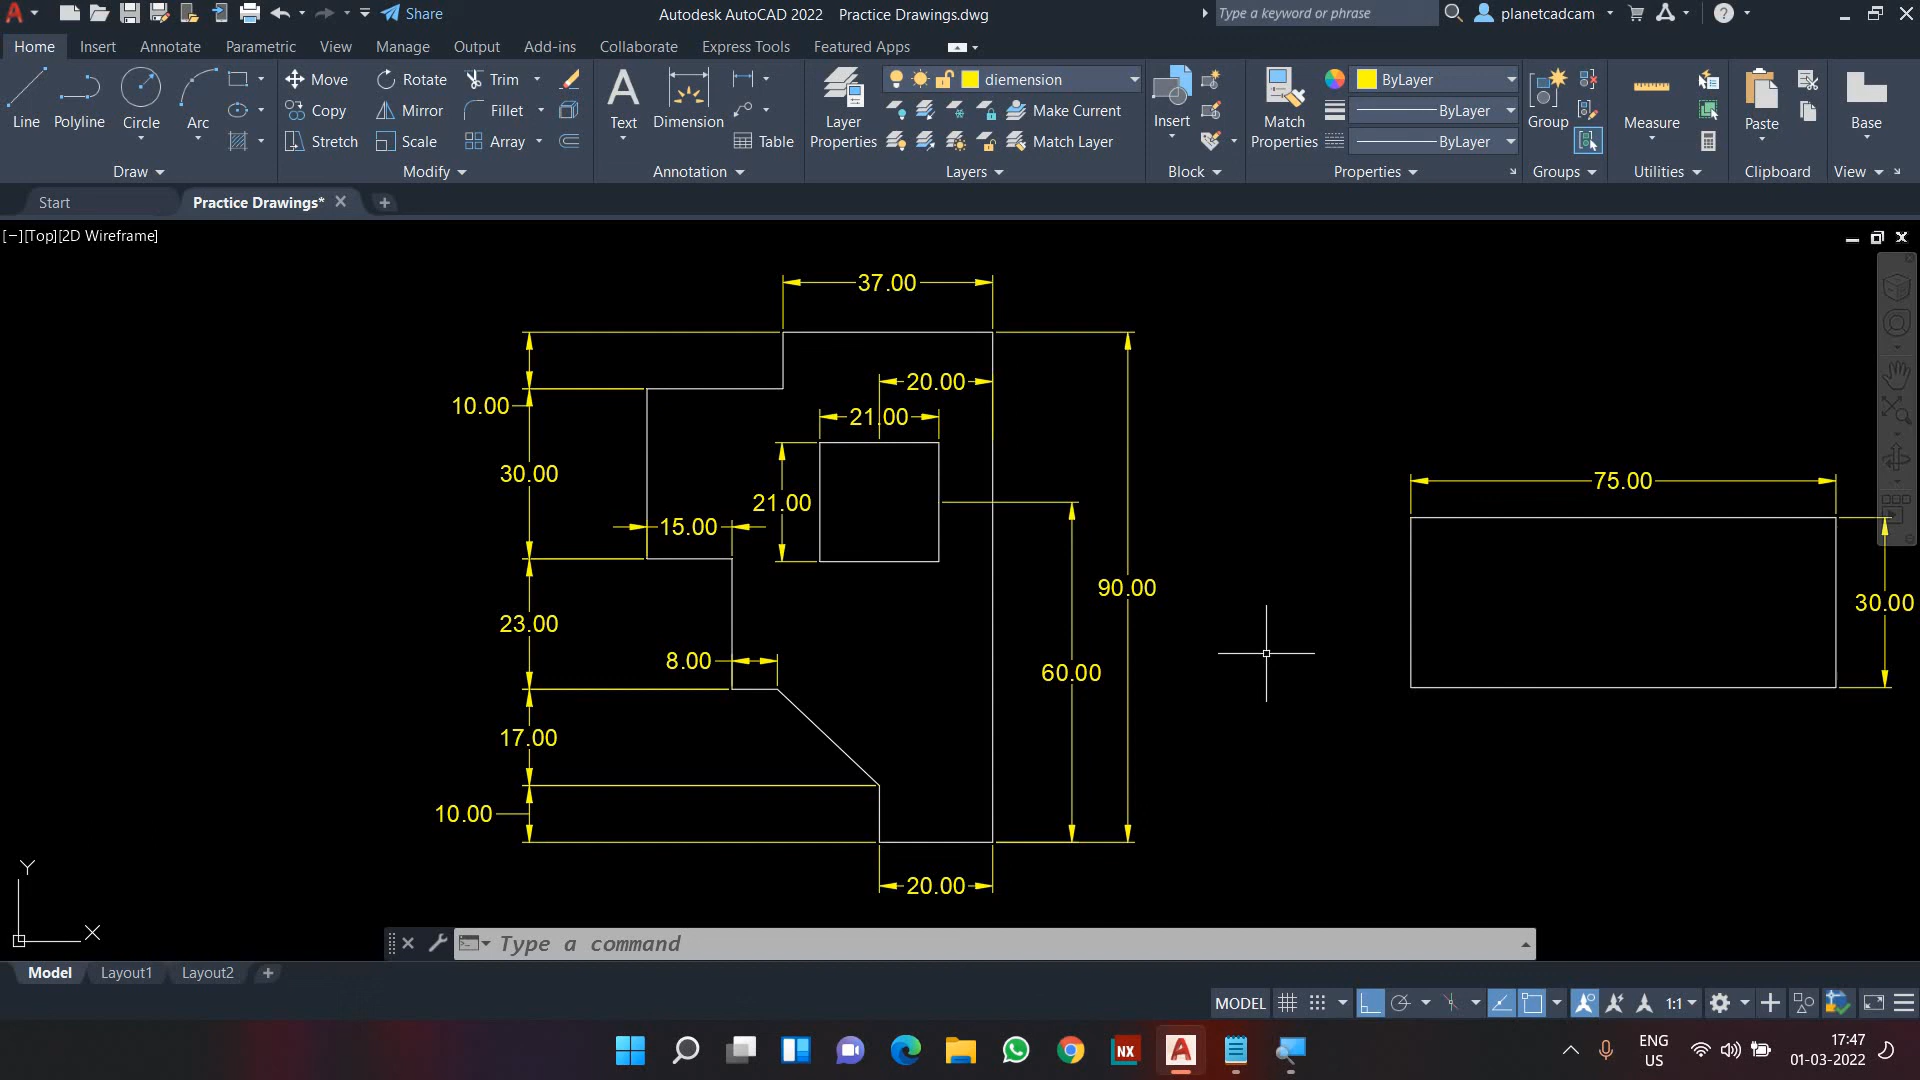 Share
Autodesk AutoCAD 2022 Practice Drawings.dwg
Type a keyword or phrase
planetcadcam
Home Insert Annotate Parametric View Manage Output Add-ins Collaborate Express Tools Featured Apps
Line Polyline Circle Arc
Move Rotate Trim
Copy Mirror Fillet
Stretch Scale Array
Text Dimension Table
Layer Properties
diemension
Make Current
Match Layer
Insert
Match Properties
ByLayer
ByLayer
ByLayer
Group
Measure
Paste
Base
Draw Modify Annotation Layers Block Properties Groups Utilities Clipboard View
Start Practice Drawings*
[−][Top][2D Wireframe]
37.00
20.00
10.00
21.00
30.00
75.00
21.00
15.00
90.00
30.00
23.00
8.00
60.00
17.00
10.00
20.00
Y
X
Type a command
Model Layout1 Layout2
MODEL
1:1
NX
A
ENG
US
17:47
01-03-2022